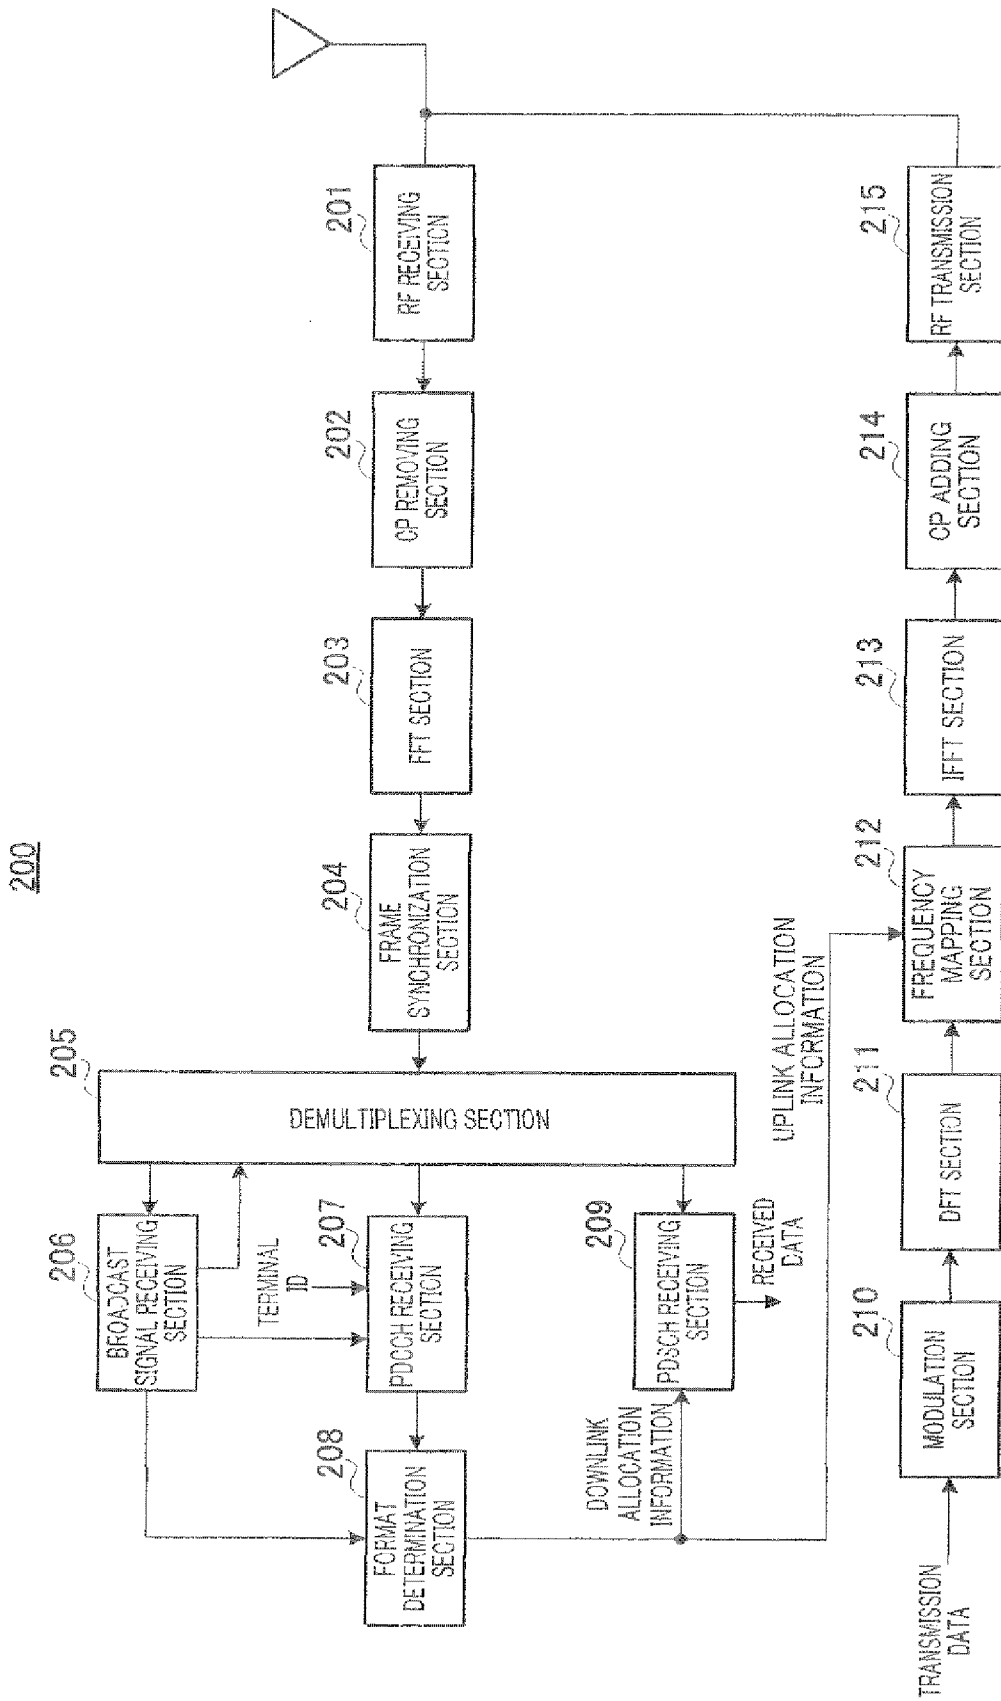 200
201
RF RECEIVING
SECTION
202
CP REMOVING
SECTION
203
FFT SECTION
204
FRAME
SYNCHRONIZATION
SECTION
205
DEMULTIPLEXING SECTION
206
BROADCAST
SIGNAL RECEIVING
SECTION
TERMINAL
ID
207
PDCCH RECEIVING
SECTION
208
FORMAT
DETERMINATION
SECTION
209
PDSCH RECEIVING
SECTION
RECEIVED
DATA
DOWNLINK
ALLOCATION
INFORMATION
UPLINK ALLOCATION
INFORMATION
TRANSMISSION
DATA
210
MODULATION
SECTION
211
DFT SECTION
212
FREQUENCY
MAPPING
SECTION
213
IFFT SECTION
214
CP ADDING
SECTION
215
RF TRANSMISSION
SECTION